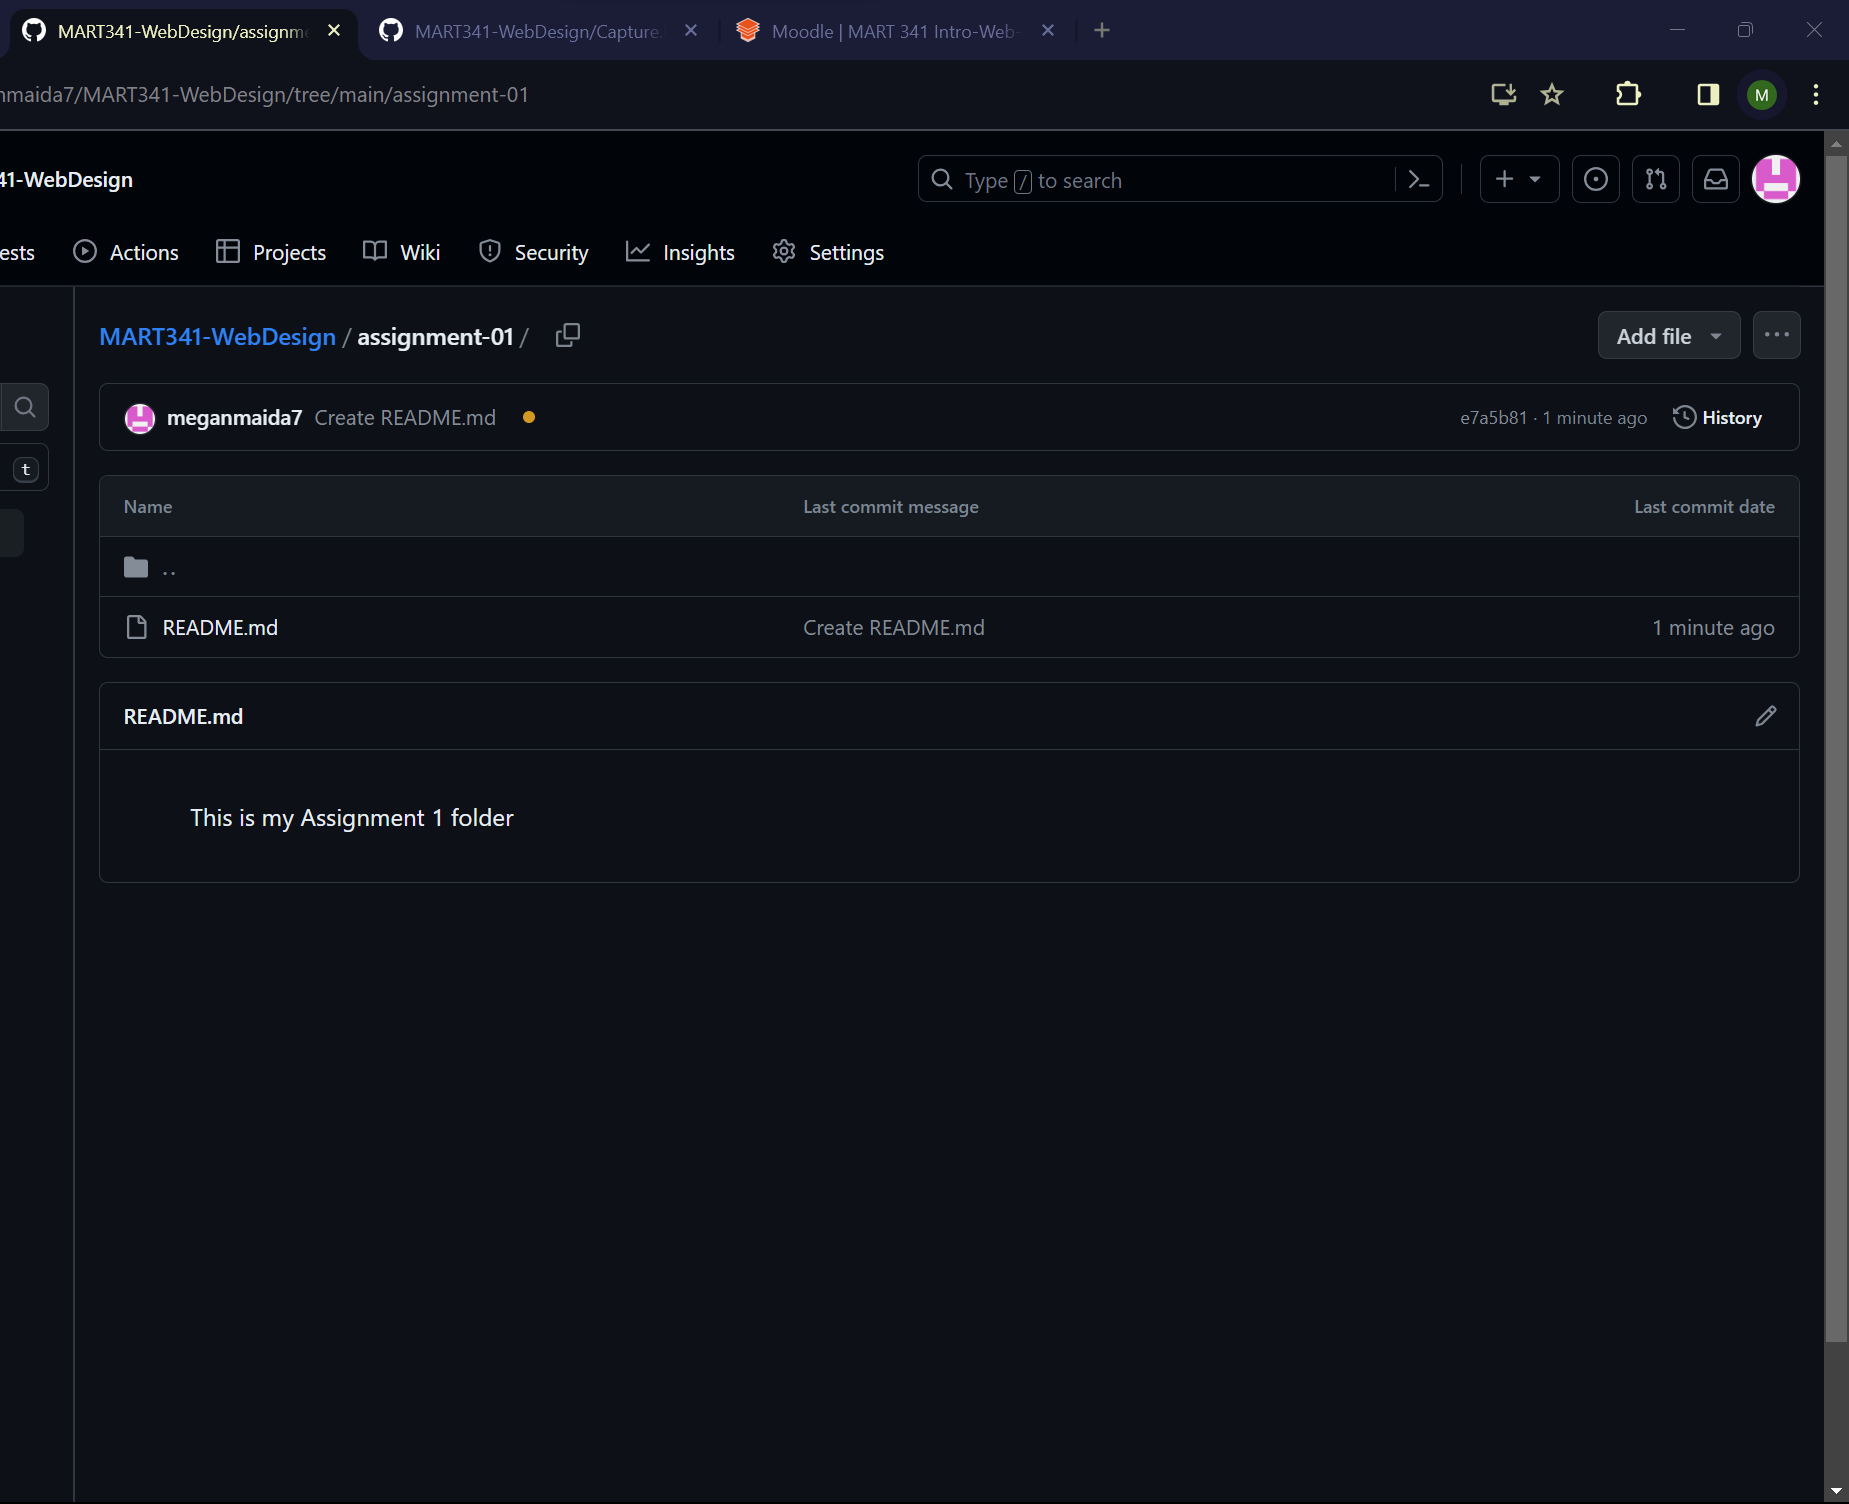 MART341-WebDesign/assignm
MART341-WebDesign/Capture.
Moodle | MART 341 Intro-Web-
nmaida7/MART341-WebDesign/tree/main/assignment-01
M
41-WebDesign
Type / to search
ests
Actions
Projects
Wiki
Security
Insights
Settings
MART341-WebDesign / assignment-01 /
Add file
t
meganmaida7 Create README.md
e7a5b81 · 1 minute ago
History
Name
Last commit message
Last commit date
..
README.md
Create README.md
1 minute ago
README.md
This is my Assignment 1 folder